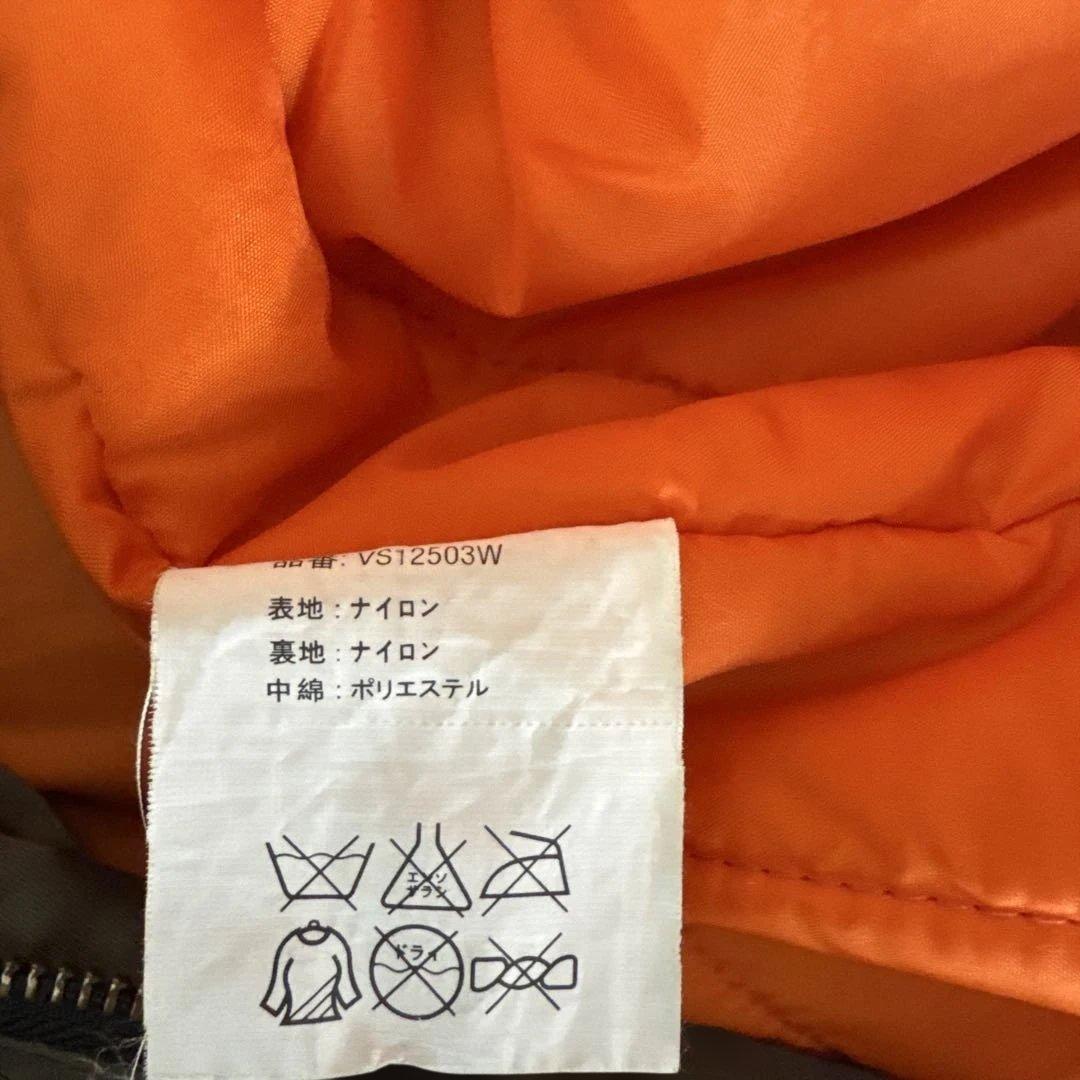 品番: VS12503W
表地 : ナイロン
裏地 : ナイロン
中綿 : ポリエステル
エンソ
サラシ
ドライ